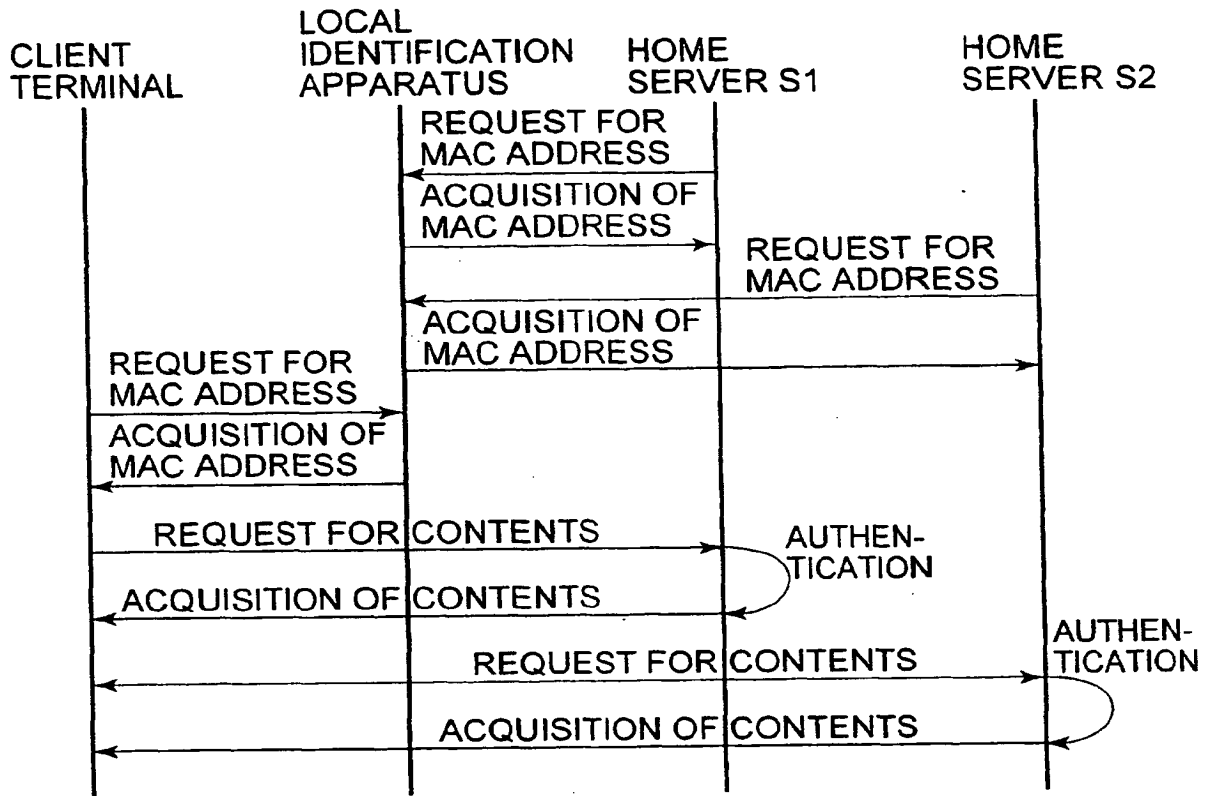 CLIENT
TERMINAL
LOCAL
IDENTIFICATION
APPARATUS
HOME
SERVER S1
HOME
SERVER S2
REQUEST FOR
MAC ADDRESS
ACQUISITION OF
MAC ADDRESS
REQUEST FOR
MAC ADDRESS
ACQUISITION OF
MAC ADDRESS
REQUEST FOR
MAC ADDRESS
ACQUISITION OF
MAC ADDRESS
REQUEST FOR CONTENTS
AUTHEN-
TICATION
ACQUISITION OF CONTENTS
REQUEST FOR CONTENTS
AUTHEN-
TICATION
ACQUISITION OF CONTENTS